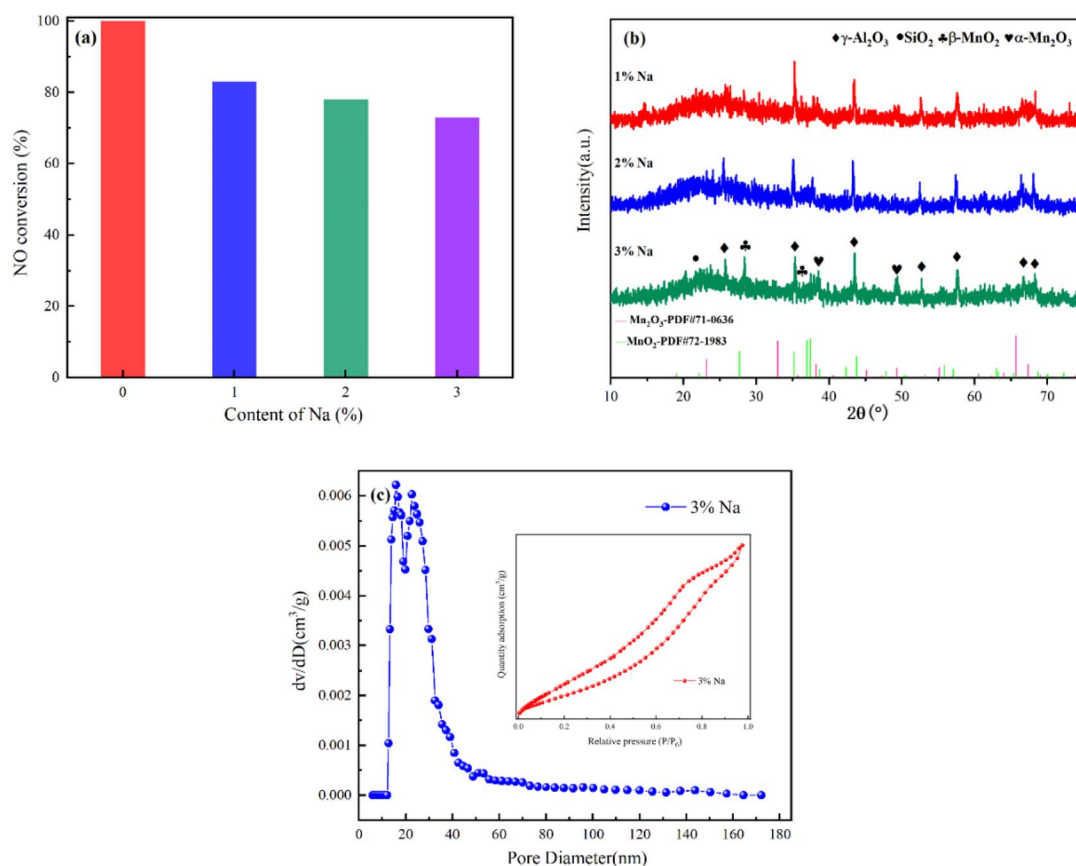 (a)
NO conversion (%)
100
80
60
40
20
0
0 1 2 3
Content of Na (%)
(b)
♦γ-Al₂O₃ ●SiO₂ ♣β-MnO₂ ♥α-Mn₂O₃
Intensity(a.u.)
1% Na
2% Na
3% Na
Mn₂O₃-PDF#71-0636
MnO₂-PDF#72-1983
10 20 30 40 50 60 70
2θ (°)
(c)
3% Na
dv/dD(cm³/g)
0.006
0.005
0.004
0.003
0.002
0.001
0.000
0 20 40 60 80 100 120 140 160 180
Pore Diameter(nm)
Quantity adsorption (cm³/g)
3% Na
0.0 0.2 0.4 0.6 0.8 1.0
Relative pressure (P/P₀)